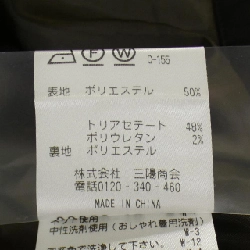 D-155
表地 ポリエステル 50%
トリアセテート 48%
ポリウレタン 2%
裏地 ポリエステル
株式会社 三陽商会
電話0120-340-460
MADE IN CHINA
使用
中性洗剤使用(おしゃれ着用洗剤)
W-3
W-12